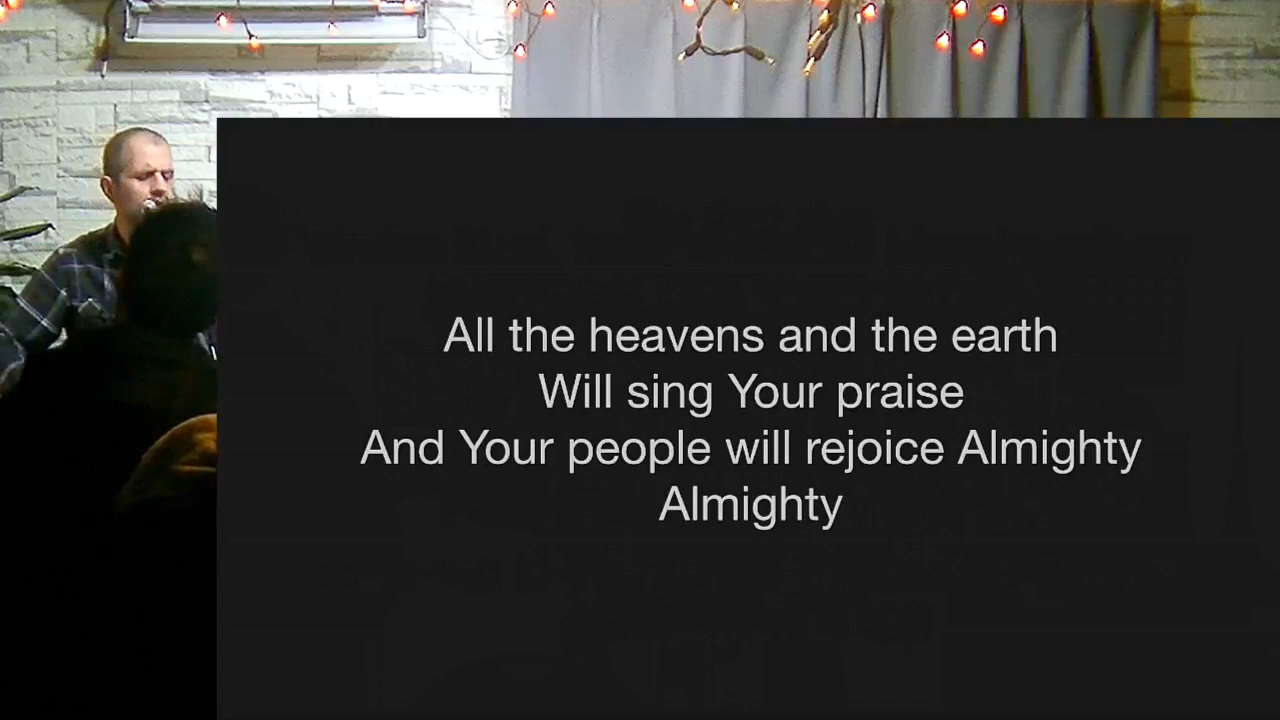 All the heavens and the earth
Will sing Your praise
And Your people will rejoice Almighty
Almighty